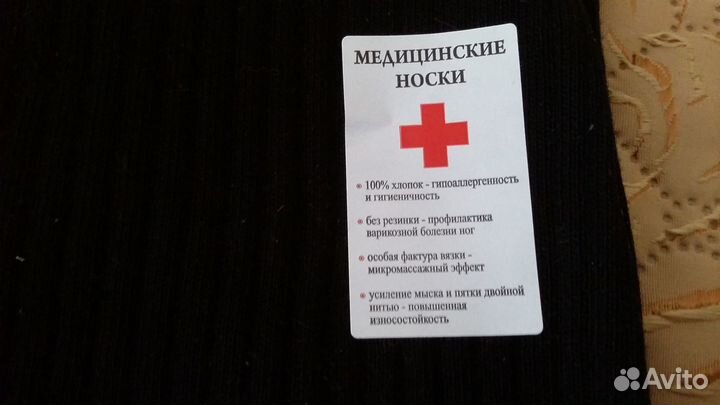 МЕДИЦИНСКИЕ
НОСКИ
100% хлопок - гипоаллергенность
и гигиеничность
без резинки - профилактика
варикозной болезни ног
особая фактура вязки -
микромассажный эффект
усиление мыска и пятки двойной
нитью - повышенная
износостойкость
Avito